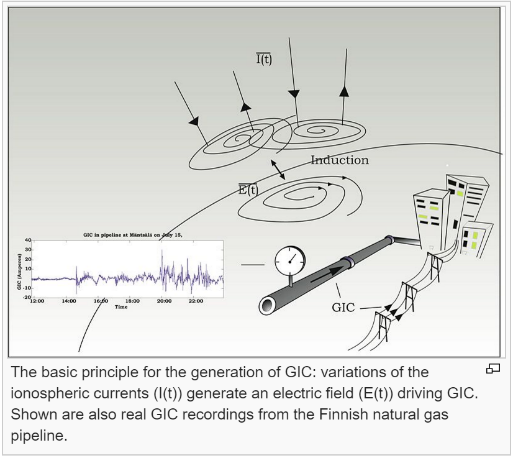 I(t)
Induction
E(t)
GIC in pipeline at Mäntsälä on July 15,
GIC [Amperes]
40
30
20
10
0
-10
-20
12:00 14:00 16:00 18:00 20:00 22:00
Time
GIC
The basic principle for the generation of GIC: variations of the
ionospheric currents (I(t)) generate an electric field (E(t)) driving GIC.
Shown are also real GIC recordings from the Finnish natural gas
pipeline.